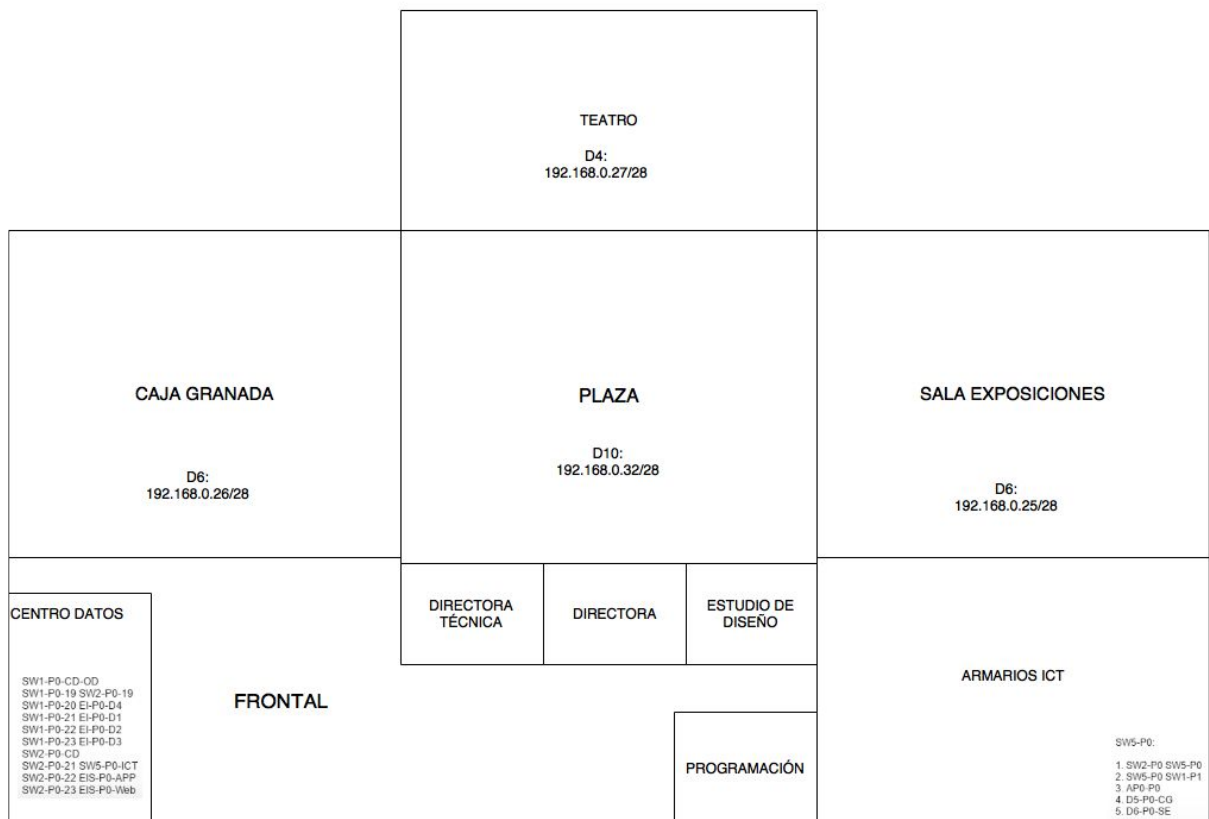 TEATRO
D4:
192.168.0.27/28
CAJA GRANADA
D6:
192.168.0.26/28
PLAZA
D10:
192.168.0.32/28
SALA EXPOSICIONES
D6:
192.168.0.25/28
CENTRO DATOS
SW1-P0-CD-OD
SW1-P0-19 SW2-P0-19
SW1-P0-20 EI-P0-D4
SW1-P0-21 EI-P0-D1
SW1-P0-22 EI-P0-D2
SW1-P0-23 EI-P0-D3
SW2-P0-CD
SW2-P0-21 SW5-P0-ICT
SW2-P0-22 EIS-P0-APP
SW2-P0-23 EIS-P0-Web
FRONTAL
DIRECTORA
TÉCNICA
DIRECTORA
ESTUDIO DE
DISEÑO
PROGRAMACIÓN
ARMARIOS ICT
SW5-P0:
1. SW2-P0 SW5-P0
2. SW5-P0 SW1-P1
3. AP0-P0
4. D5-P0-CG
5. D6-P0-SE